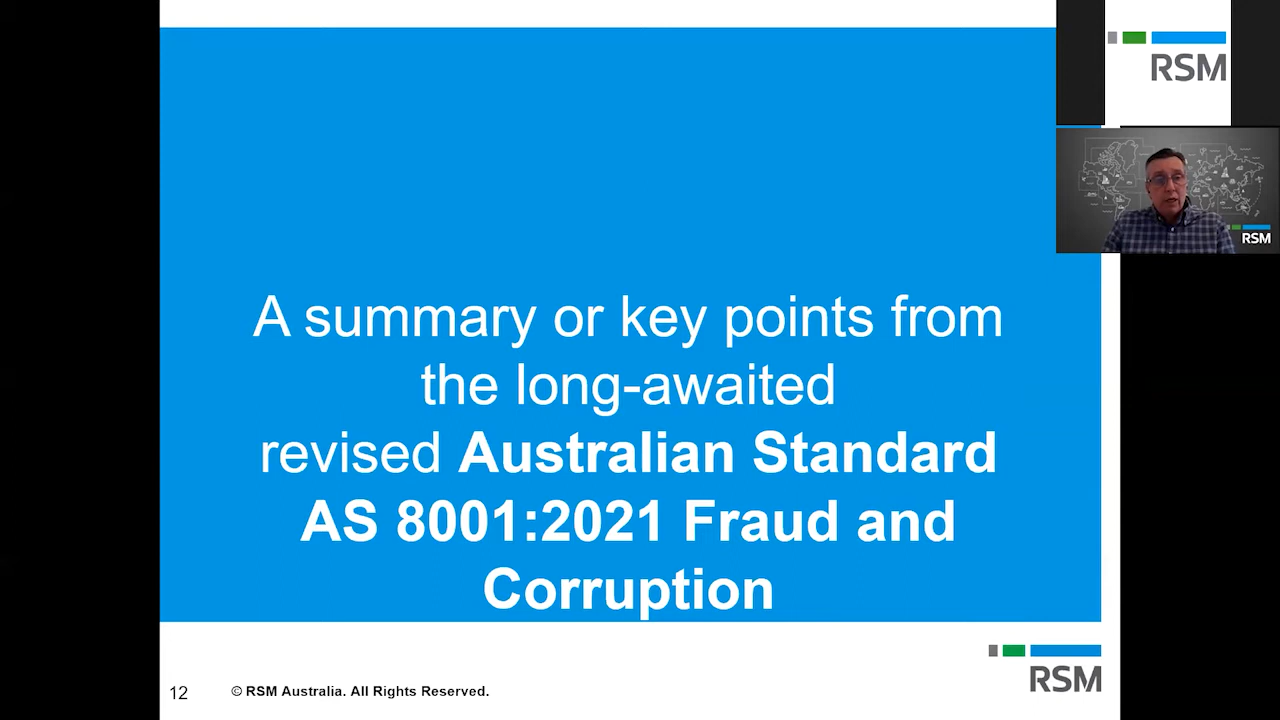 RSM
RSM
A summary or key points from
the long-awaited
revised Australian Standard
AS 8001:2021 Fraud and
Corruption
12
© RSM Australia. All Rights Reserved.
RSM